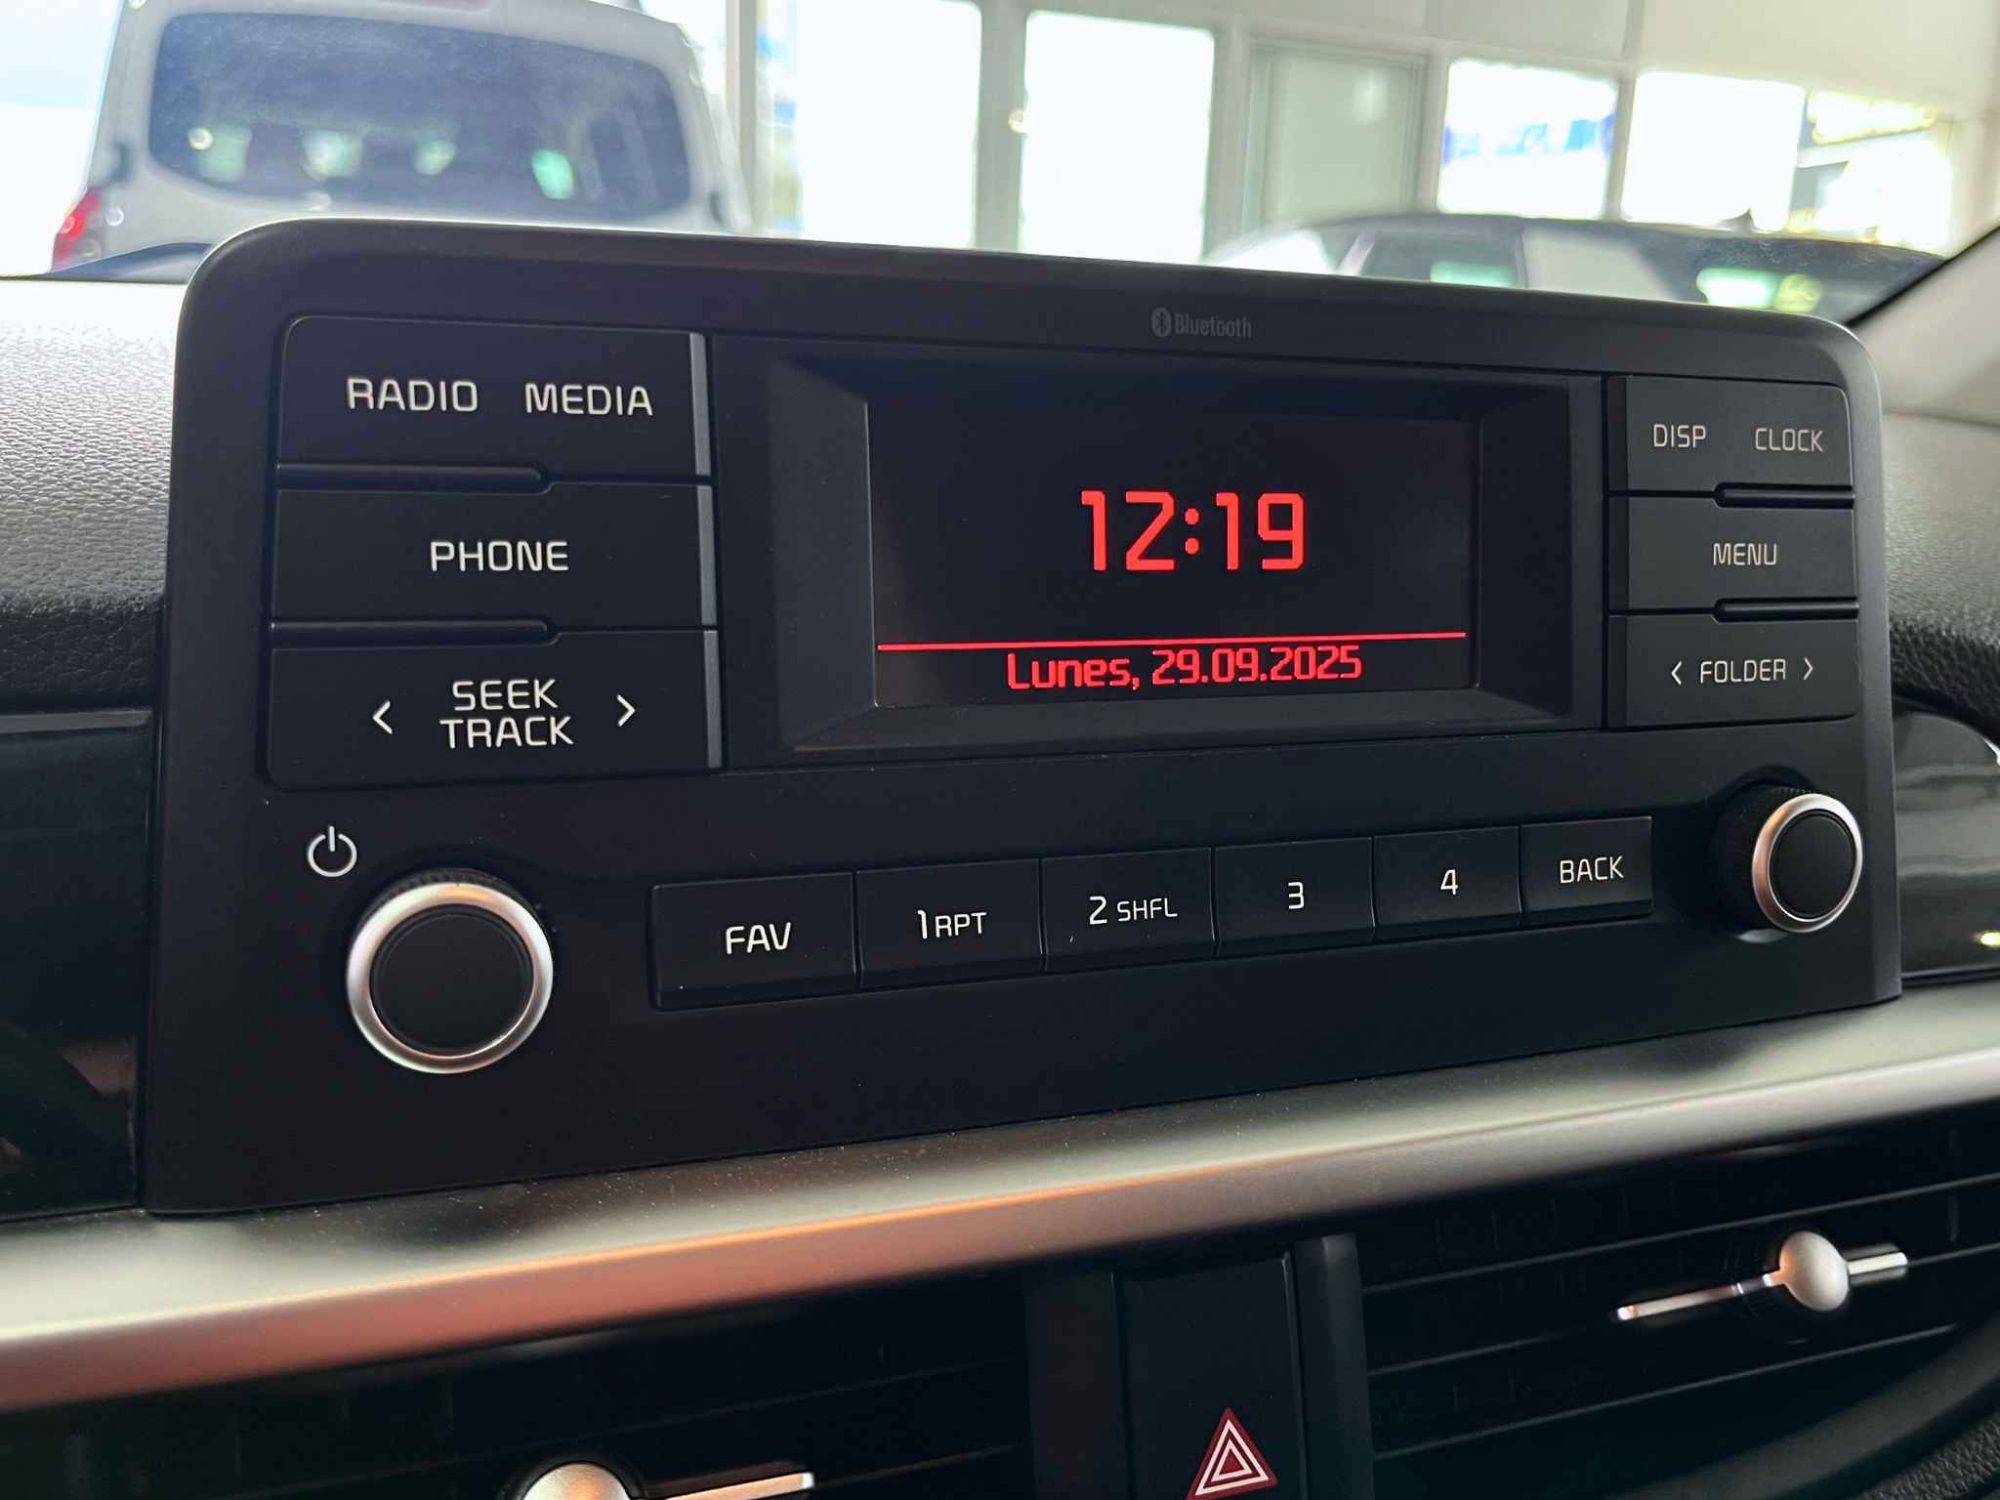 Bluetooth
RADIO MEDIA
DISP CLOCK
12:19
PHONE
MENU
Lunes, 29.09.2025
< SEEK TRACK >
< FOLDER >
FAV
1 RPT
2 SHFL
3
4
BACK